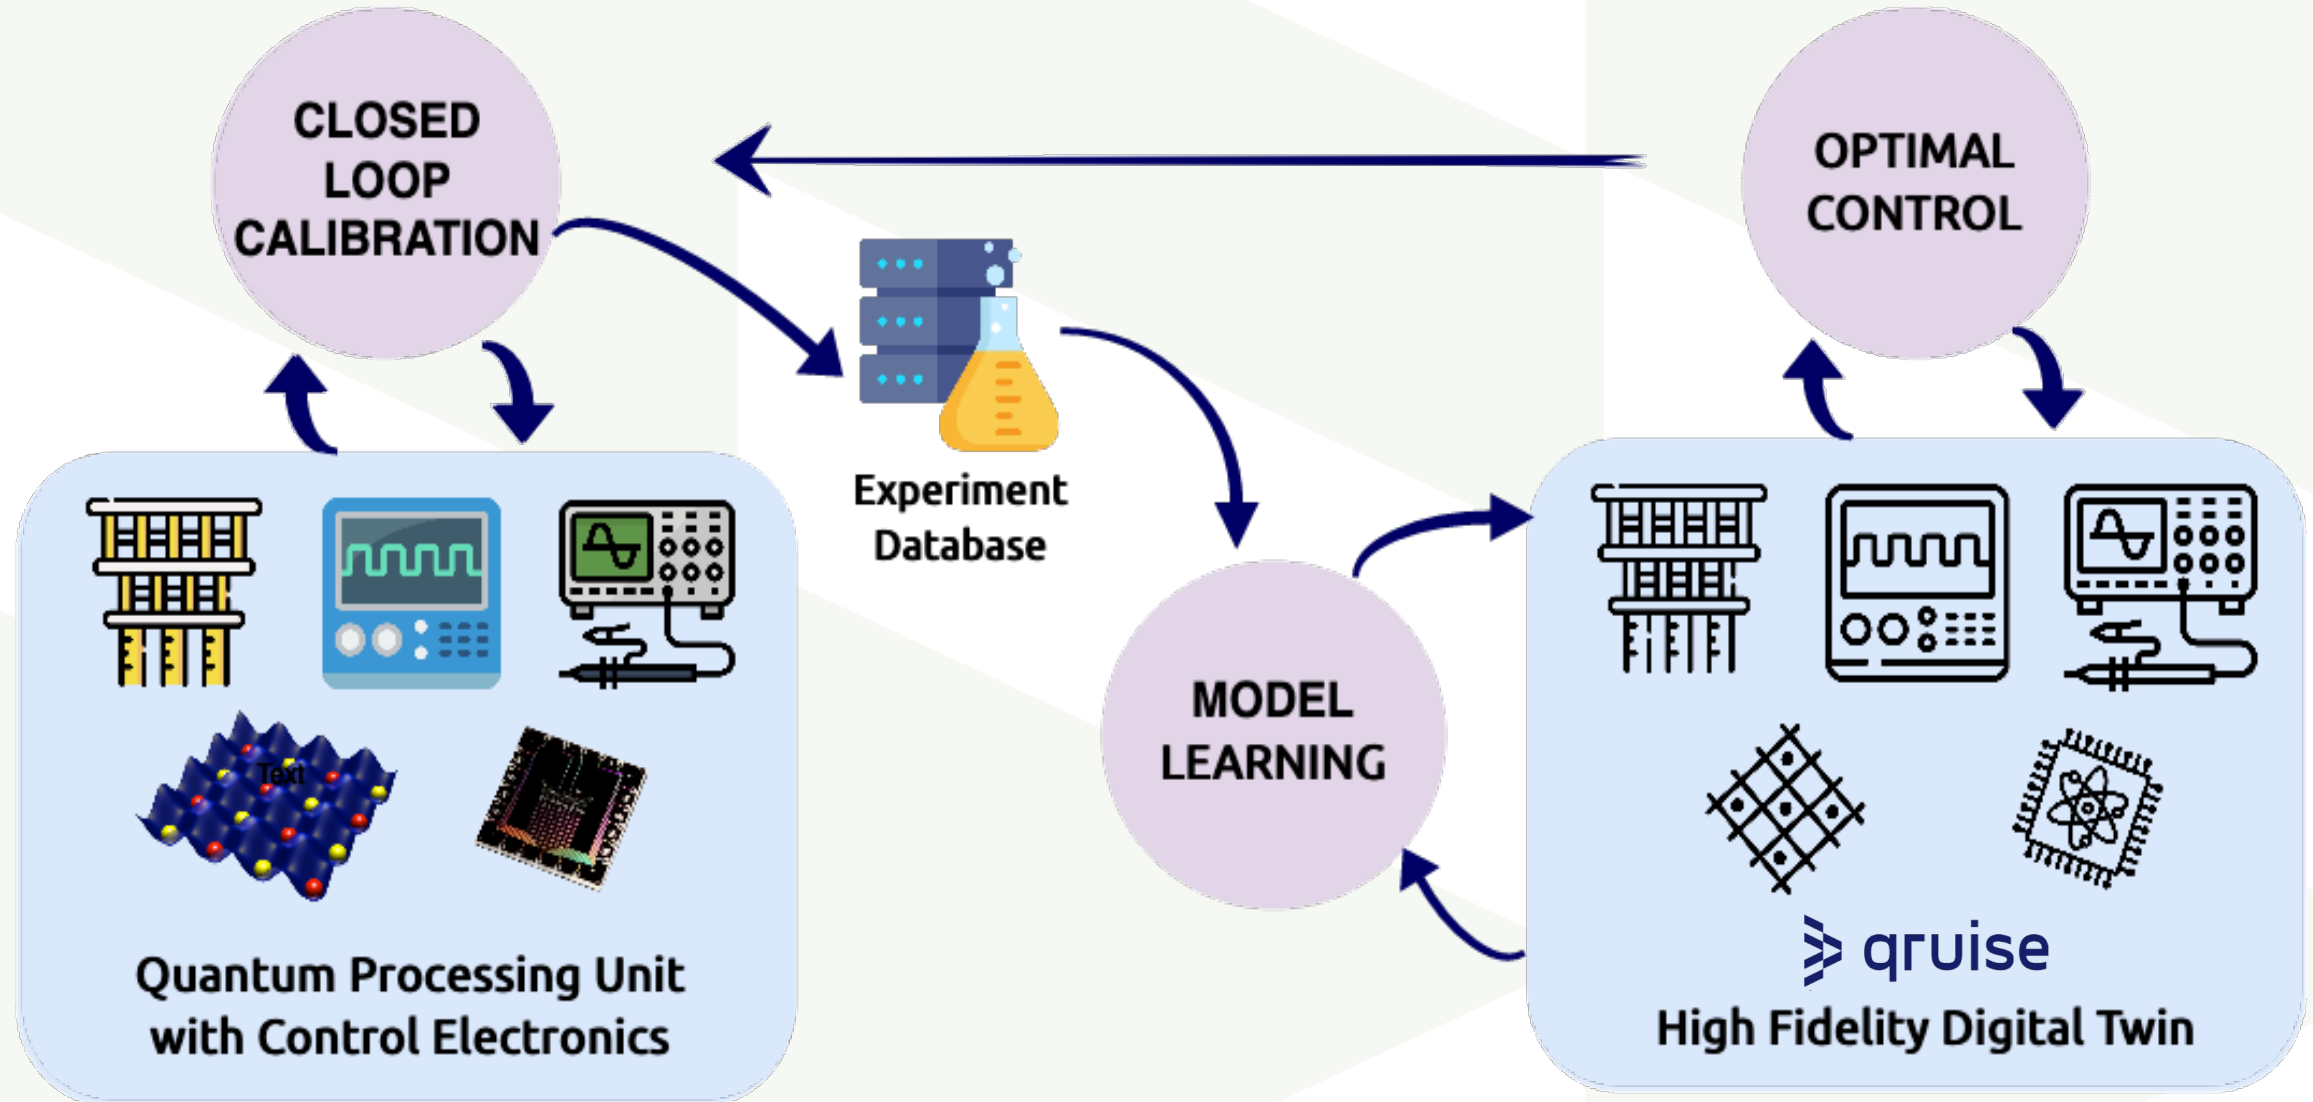 CLOSED
LOOP
CALIBRATION
OPTIMAL
CONTROL
Experiment
Database
MODEL
LEARNING
Text
Quantum Processing Unit
with Control Electronics
qruise
High Fidelity Digital Twin